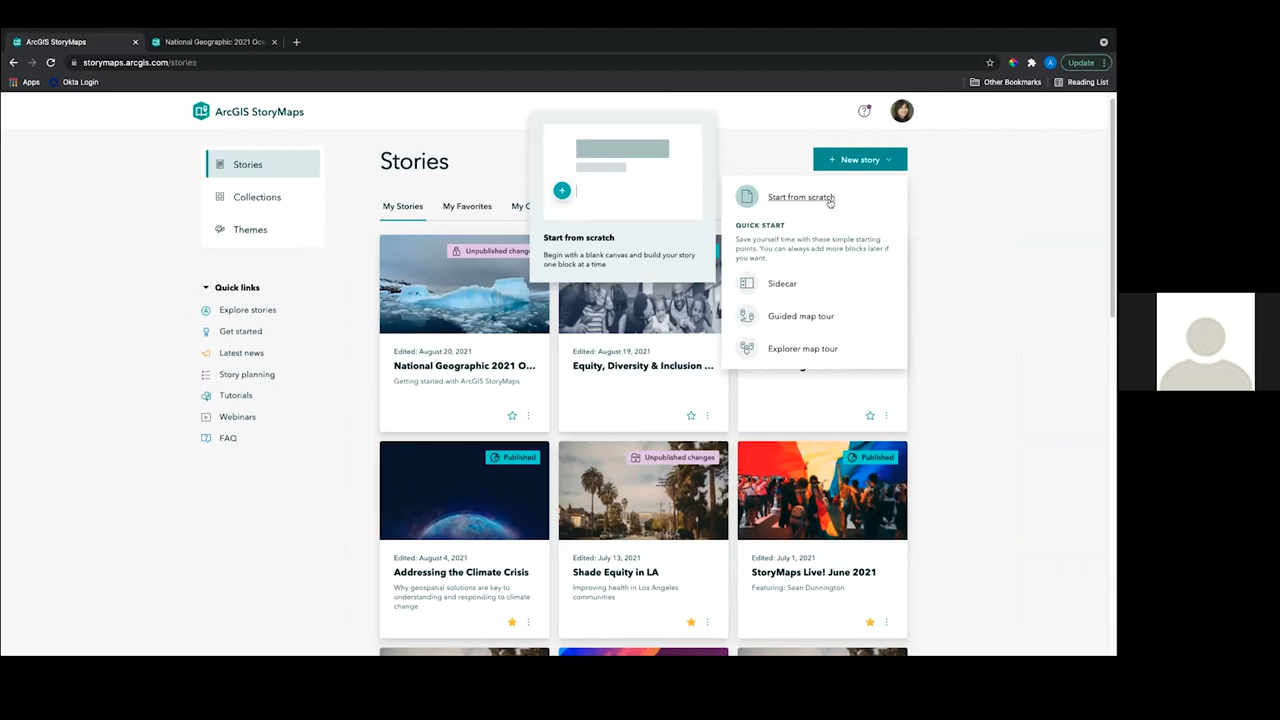 ArcGIS StoryMaps
National Geographic 2021 Oce
storymaps.arcgis.com/stories
A
Update
Apps
Okta Login
Other Bookmarks
Reading List
ArcGIS StoryMaps
Stories
Collections
Themes
Quick links
Explore stories
Get started
Latest news
Story planning
Tutorials
Webinars
FAQ
Stories
New story
My Stories
My Favorites
Start from scratch
Begin with a blank canvas and build your story
one block at a time
Start from scratch
QUICK START
Save yourself time with these simple starting
points. You can always add more blocks later if
you want.
Sidecar
Guided map tour
Explorer map tour
Unpublished chang
Edited: August 20, 2021
National Geographic 2021 O...
Getting started with ArcGIS StoryMaps
Edited: August 19, 2021
Equity, Diversity & Inclusion ...
Published
Edited: August 4, 2021
Addressing the Climate Crisis
Why geospatial solutions are key to
understanding and responding to climate
change
Unpublished changes
Edited: July 13, 2021
Shade Equity in LA
Improving health in Los Angeles
communities
Published
Edited: July 1, 2021
StoryMaps Live! June 2021
Featuring: Sean Dunnington